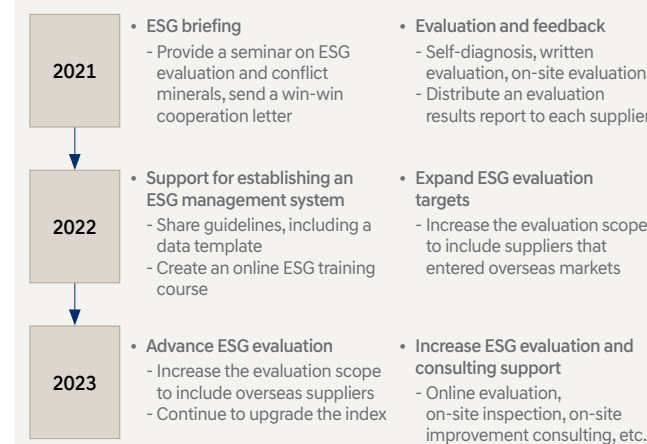 2021
• ESG briefing
- Provide a seminar on ESG
evaluation and conflict
minerals, send a win-win
cooperation letter
• Evaluation and feedback
- Self-diagnosis, written
evaluation, on-site evaluation
- Distribute an evaluation
results report to each supplier
2022
• Support for establishing an
ESG management system
- Share guidelines, including a
data template
- Create an online ESG training
course
• Expand ESG evaluation
targets
- Increase the evaluation scope
to include suppliers that
entered overseas markets
2023
• Advance ESG evaluation
- Increase the evaluation scope
to include overseas suppliers
- Continue to upgrade the index
• Increase ESG evaluation and
consulting support
- Online evaluation,
on-site inspection, on-site
improvement consulting, etc.